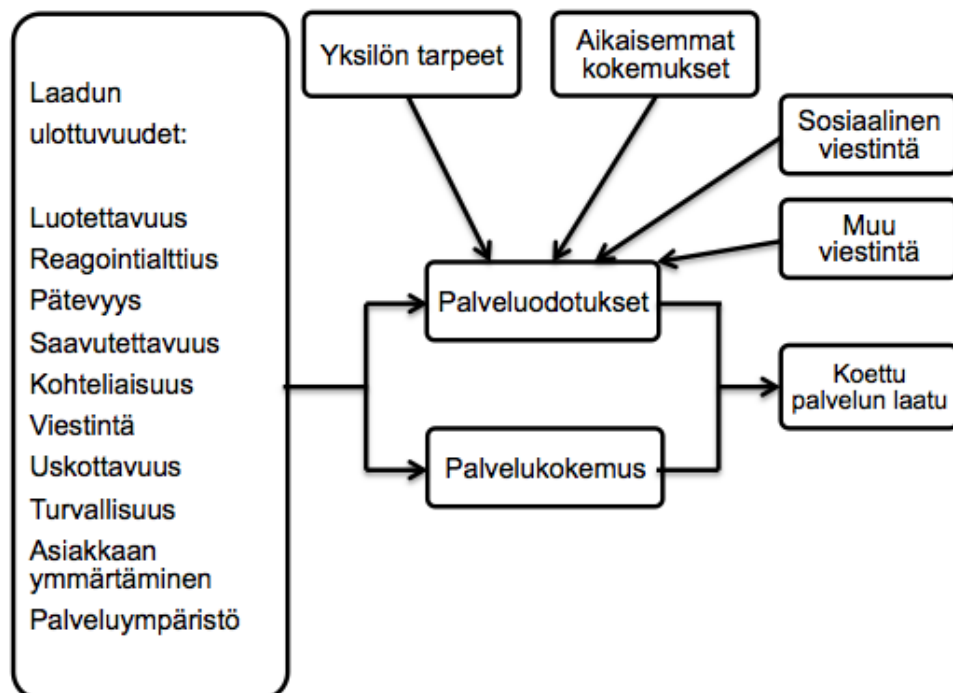 Laadun
ulottuvuudet:
Luotettavuus
Reagointialttius
Pätevyys
Saavutettavuus
Kohteliaisuus
Viestintä
Uskottavuus
Turvallisuus
Asiakkaan
ymmärtäminen
Palveluympäristö
Yksilön tarpeet
Aikaisemmat
kokemukset
Sosiaalinen
viestintä
Muu
viestintä
Palveluodotukset
Palvelukokemus
Koettu
palvelun laatu